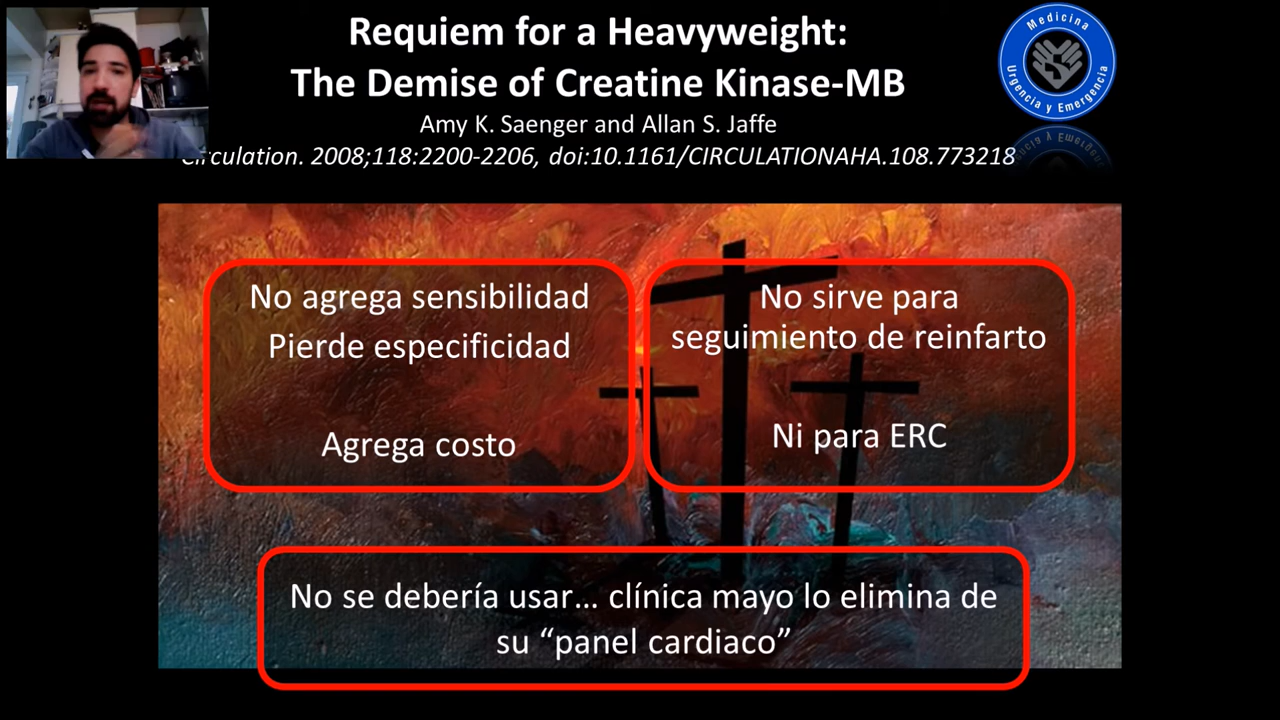 Requiem for a Heavyweight:
The Demise of Creatine Kinase-MB
Amy K. Saenger and Allan S. Jaffe
Circulation. 2008;118:2200-2206, doi:10.1161/CIRCULATIONAHA.108.773218
Medicina
Urgencia y Emergencia
No agrega sensibilidad
Pierde especificidad
Agrega costo
No sirve para
seguimiento de reinfarto
Ni para ERC
No se debería usar... clínica mayo lo elimina de
su “panel cardiaco”